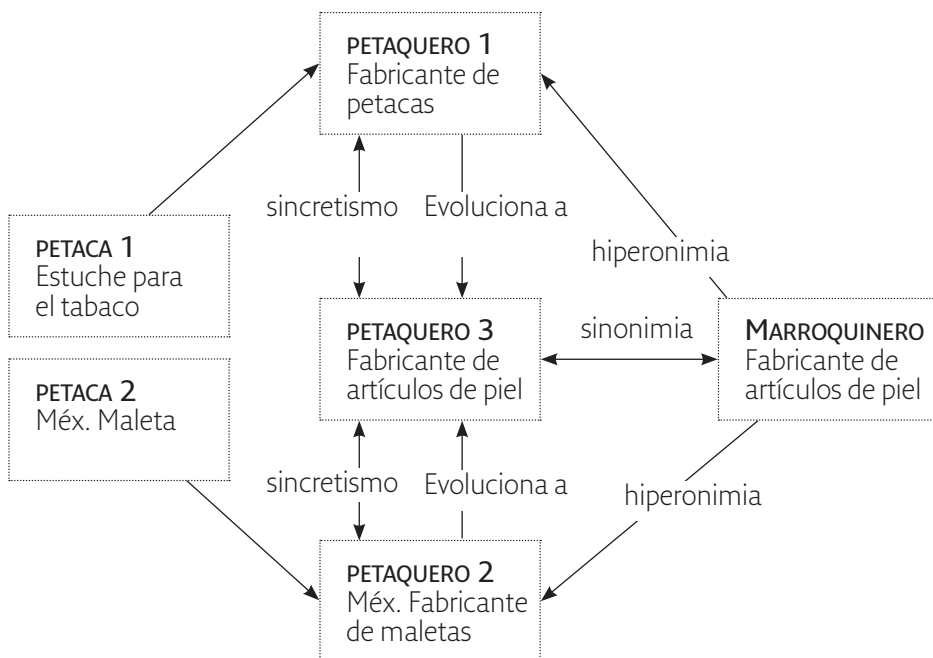 PETAQUERO 1
Fabricante de
petacas
sincretismo
Evoluciona a
hiperonimia
PETACA 1
Estuche para
el tabaco
PETAQUERO 3
Fabricante de
artículos de piel
sinonimia
MARROQUINERO
Fabricante de
artículos de piel
PETACA 2
Méx. Maleta
sincretismo
Evoluciona a
hiperonimia
PETAQUERO 2
Méx. Fabricante
de maletas